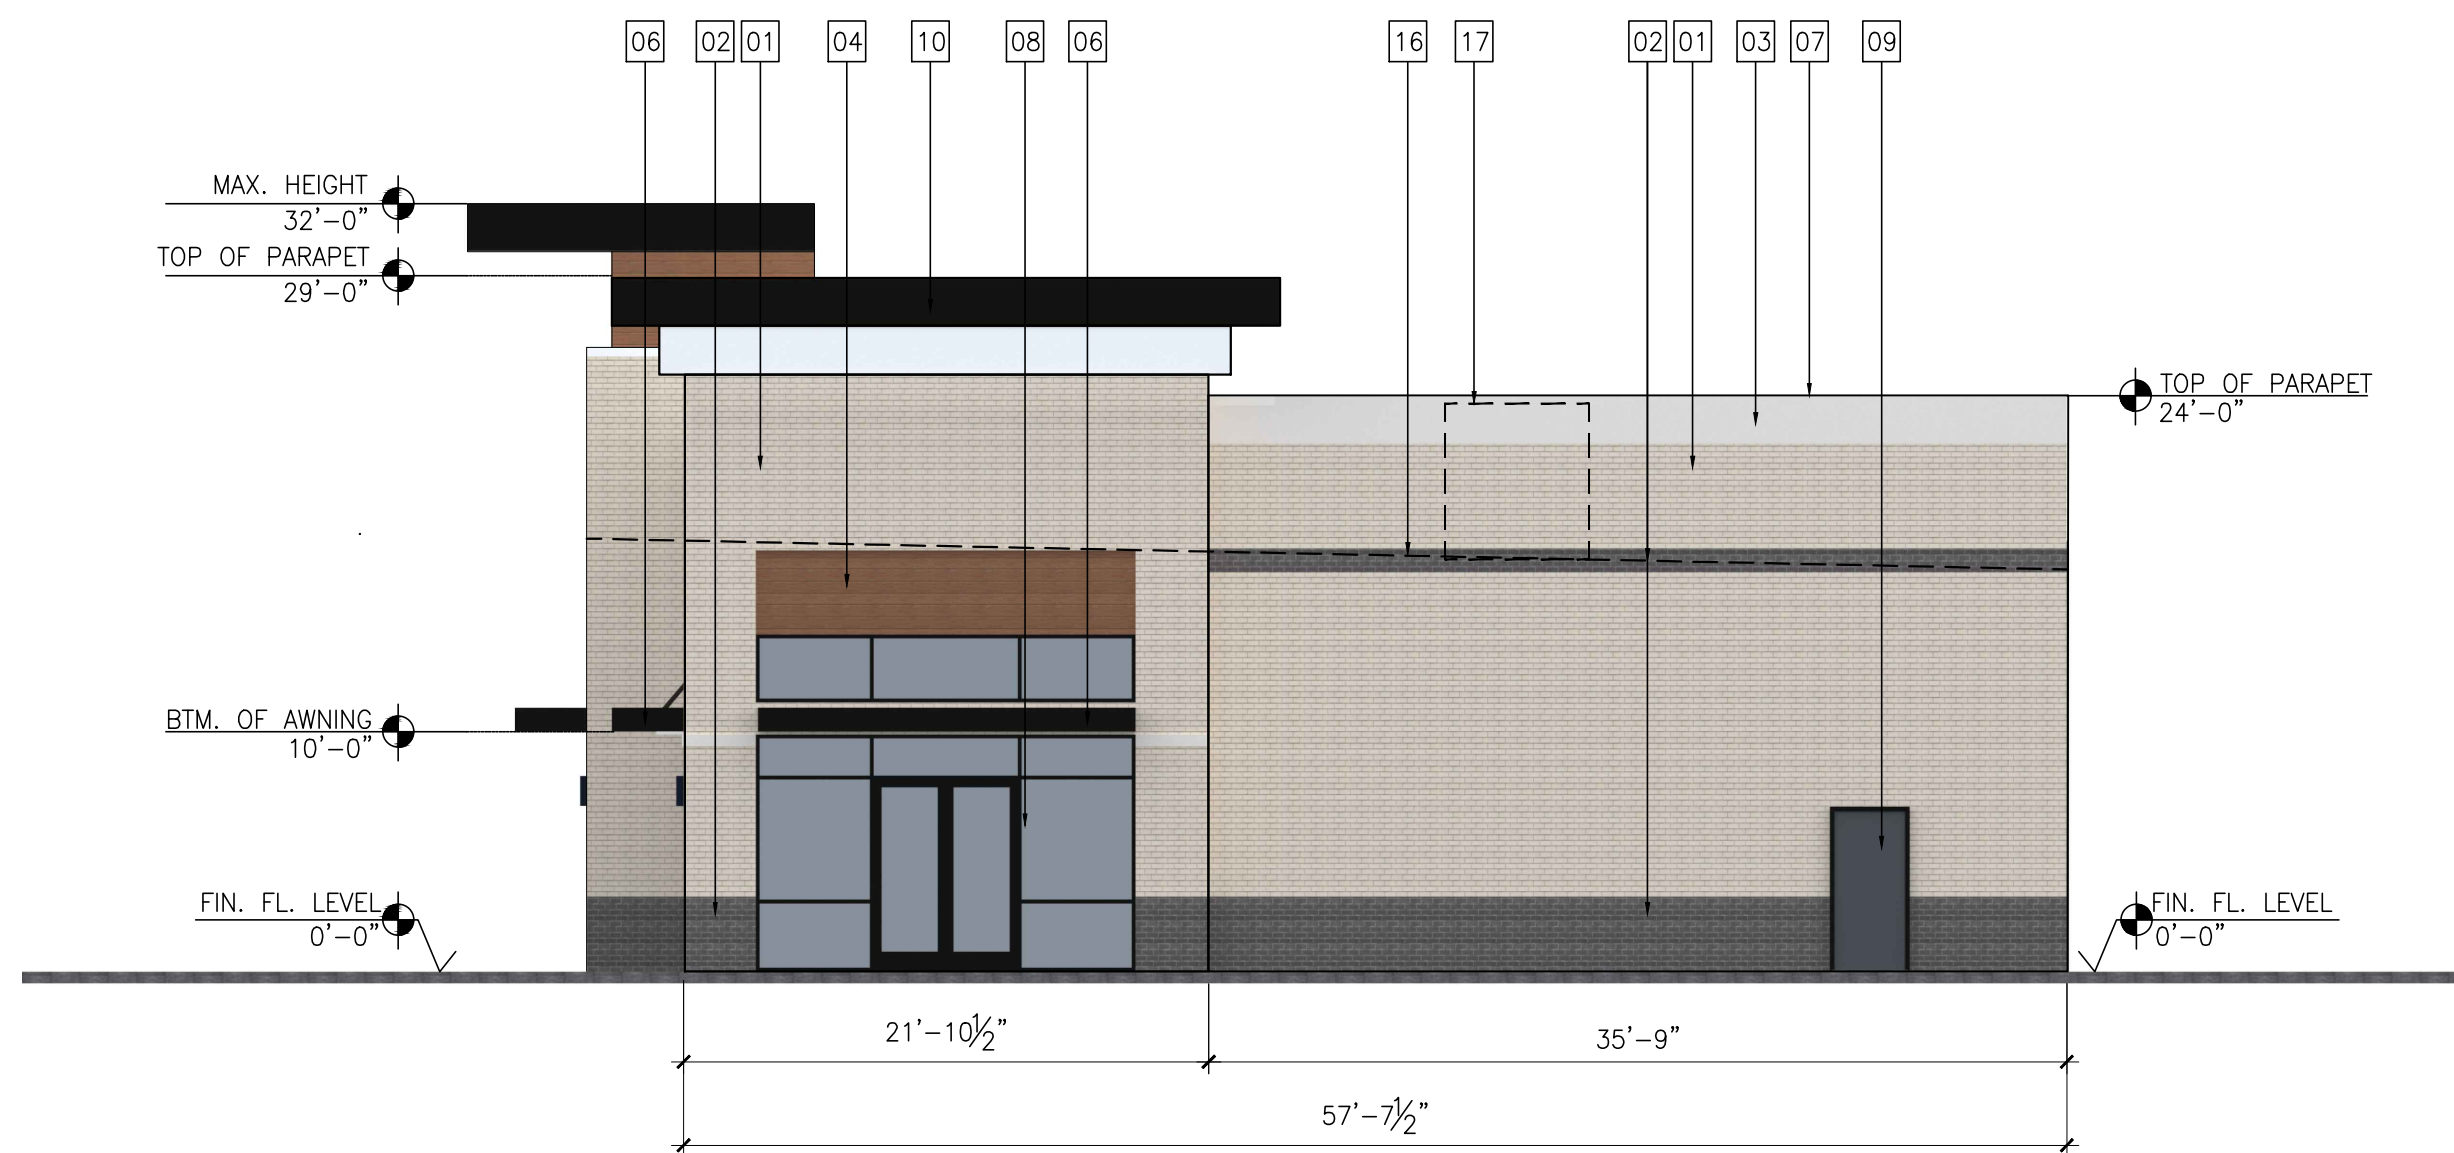 06 02 01 04 10 08 06 16 17 02 01 03 07 09
MAX. HEIGHT
32'-0"
TOP OF PARAPET
29'-0"
TOP OF PARAPET
24'-0"
BTM. OF AWNING
10'-0"
FIN. FL. LEVEL
0'-0"
FIN. FL. LEVEL
0'-0"
21'-10½"
35'-9"
57'-7½"